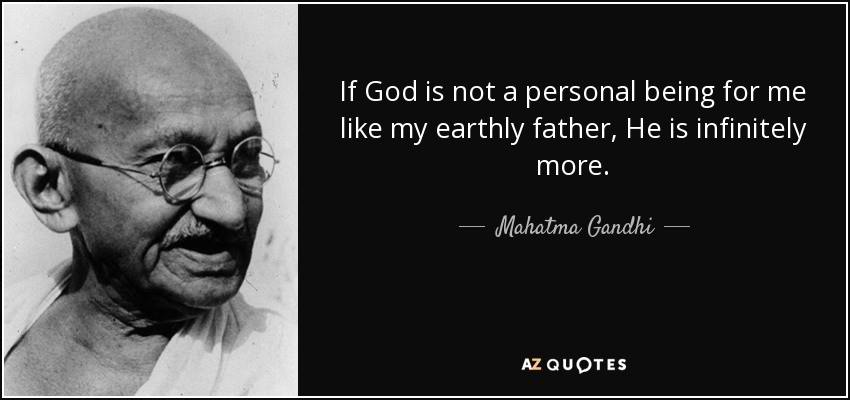 If God is not a personal being for me
like my earthly father, He is infinitely
more.
Mahatma Gandhi
AZ QUOTES